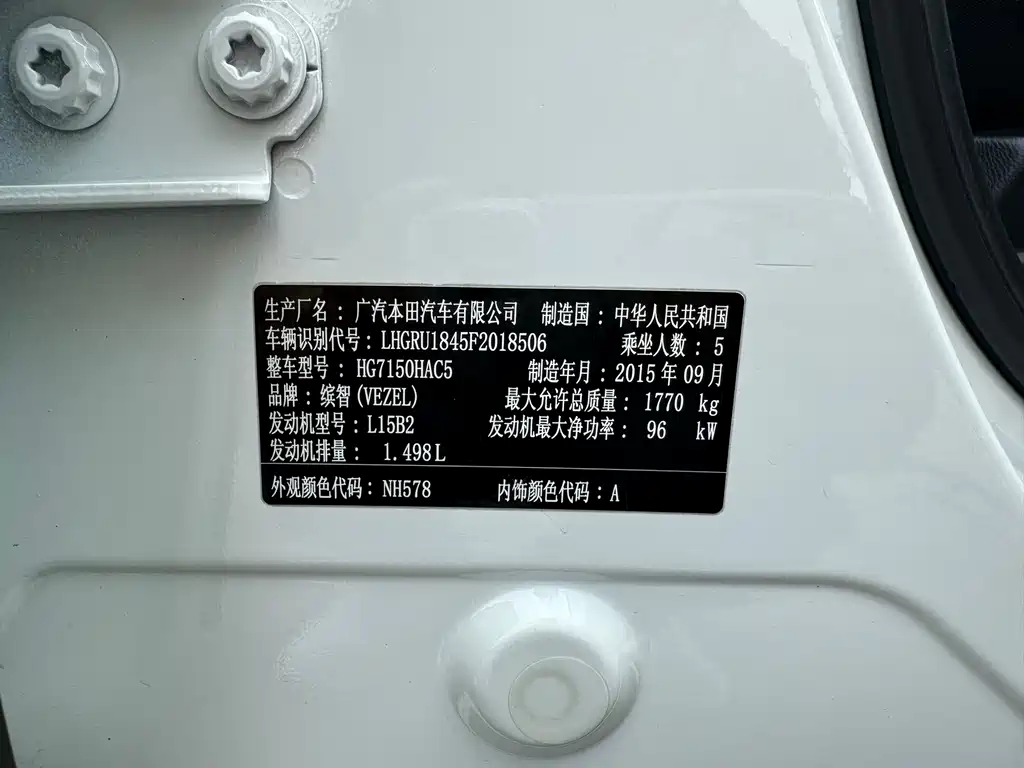 生产厂名：广汽本田汽车有限公司 制造国：中华人民共和国
车辆识别代号：LHGRU1845F2018506 乘坐人数：5
整车型号：HG7150HAC5 制造年月：2015年09月
品牌：缤智(VEZEL) 最大允许总质量：1770 kg
发动机型号：L15B2 发动机最大净功率：96 kW
发动机排量：1.498L
外观颜色代码：NH578 内饰颜色代码：A